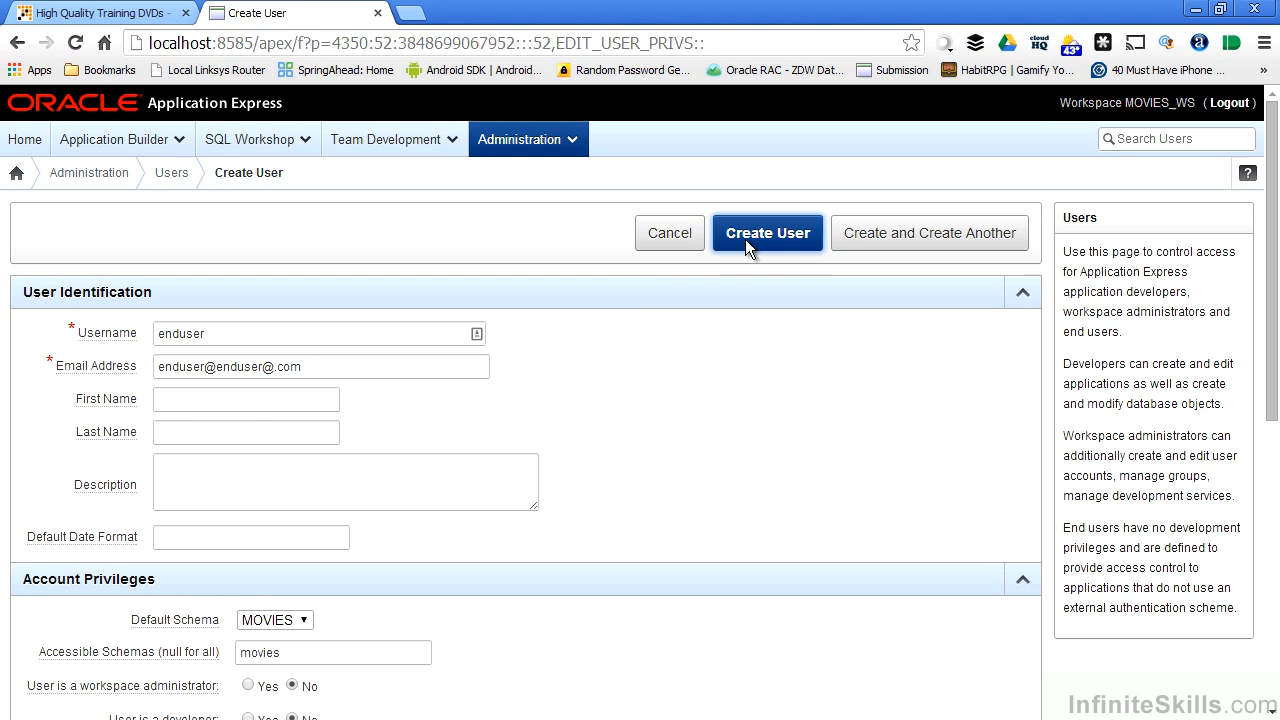 High Quality Training DVDs -
Create User
localhost:8585/apex/f?p=4350:52:3848699067952:::52,EDIT_USER_PRIVS::
43°
Apps
Bookmarks
Local Linksys Router
SpringAhead: Home
Android SDK | Android...
Random Password Ge...
Oracle RAC - ZDW Dat...
Submission
HabitRPG | Gamify Yo...
40 Must Have iPhone ...
»
ORACLE Application Express
Workspace MOVIES_WS ( Logout )
Home
Application Builder
SQL Workshop
Team Development
Administration
Search Users
Administration
Users
Create User
?
Cancel
Create User
Create and Create Another
User Identification
* Username
enduser
* Email Address
enduser@enduser@.com
First Name
Last Name
Description
Default Date Format
Account Privileges
Default Schema
MOVIES
Accessible Schemas (null for all)
movies
User is a workspace administrator:
Yes
No
User is a developer:
Yes
No
Users
Use this page to control access
for Application Express
application developers,
workspace administrators and
end users.
Developers can create and edit
applications as well as create
and modify database objects.
Workspace administrators can
additionally create and edit user
accounts, manage groups,
manage development services.
End users have no development
privileges and are defined to
provide access control to
applications that do not use an
external authentication scheme.
InfiniteSkills.com